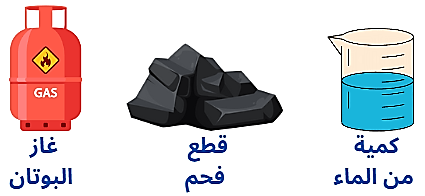 GAS
كمية
من الماء
قطع
فحم
غاز
البوتان